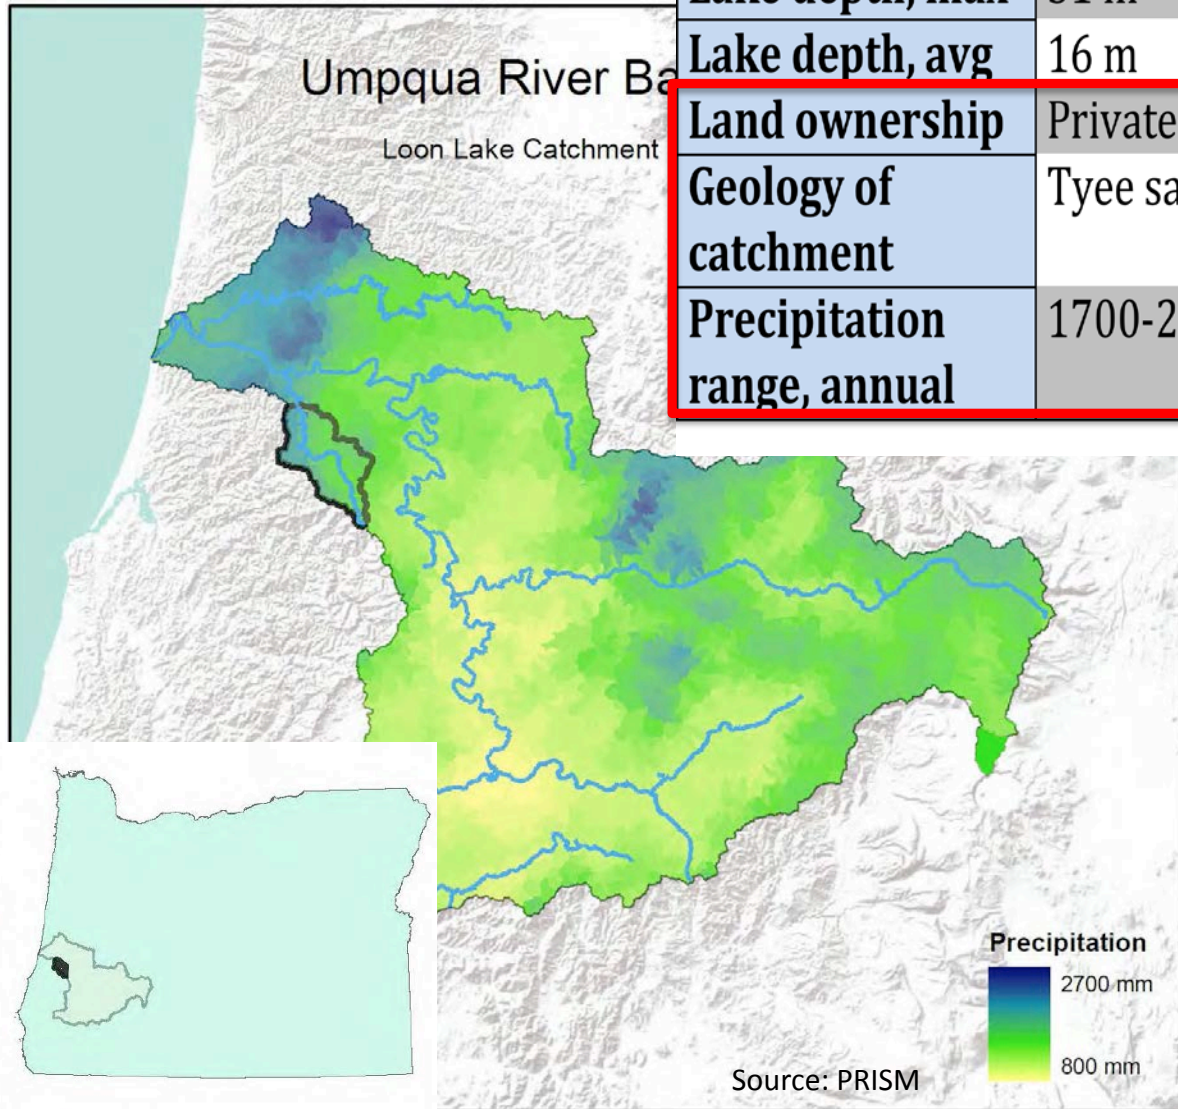 Umpqua River Ba
Loon Lake Catchment
Lake depth, avg 16 m
Land ownership Private
Geology of Tyee sa
catchment
Precipitation 1700-2
range, annual
Precipitation
2700 mm
800 mm
Source: PRISM